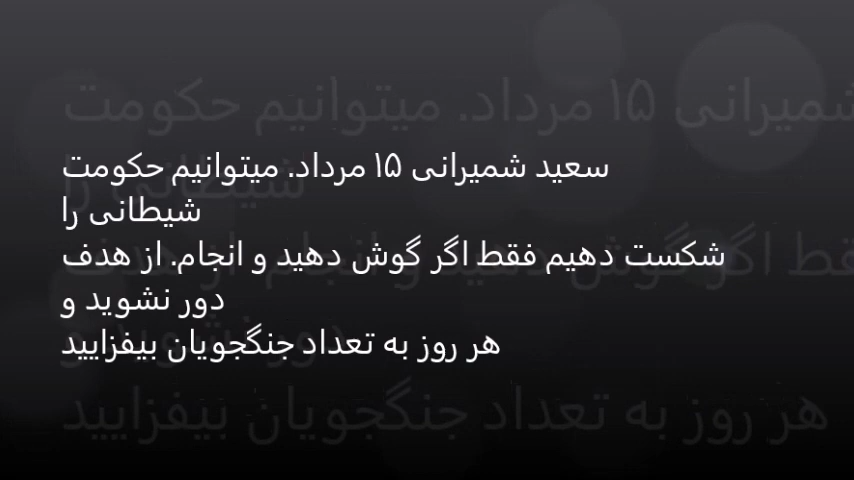 سعید شمیرانی ۱۵ مرداد. میتوانیم حکومت
شیطانی را
شکست دهیم فقط اگر گوش دهید و انجام. از هدف
دور نشوید و
هر روز به تعداد جنگجویان بیفزایید